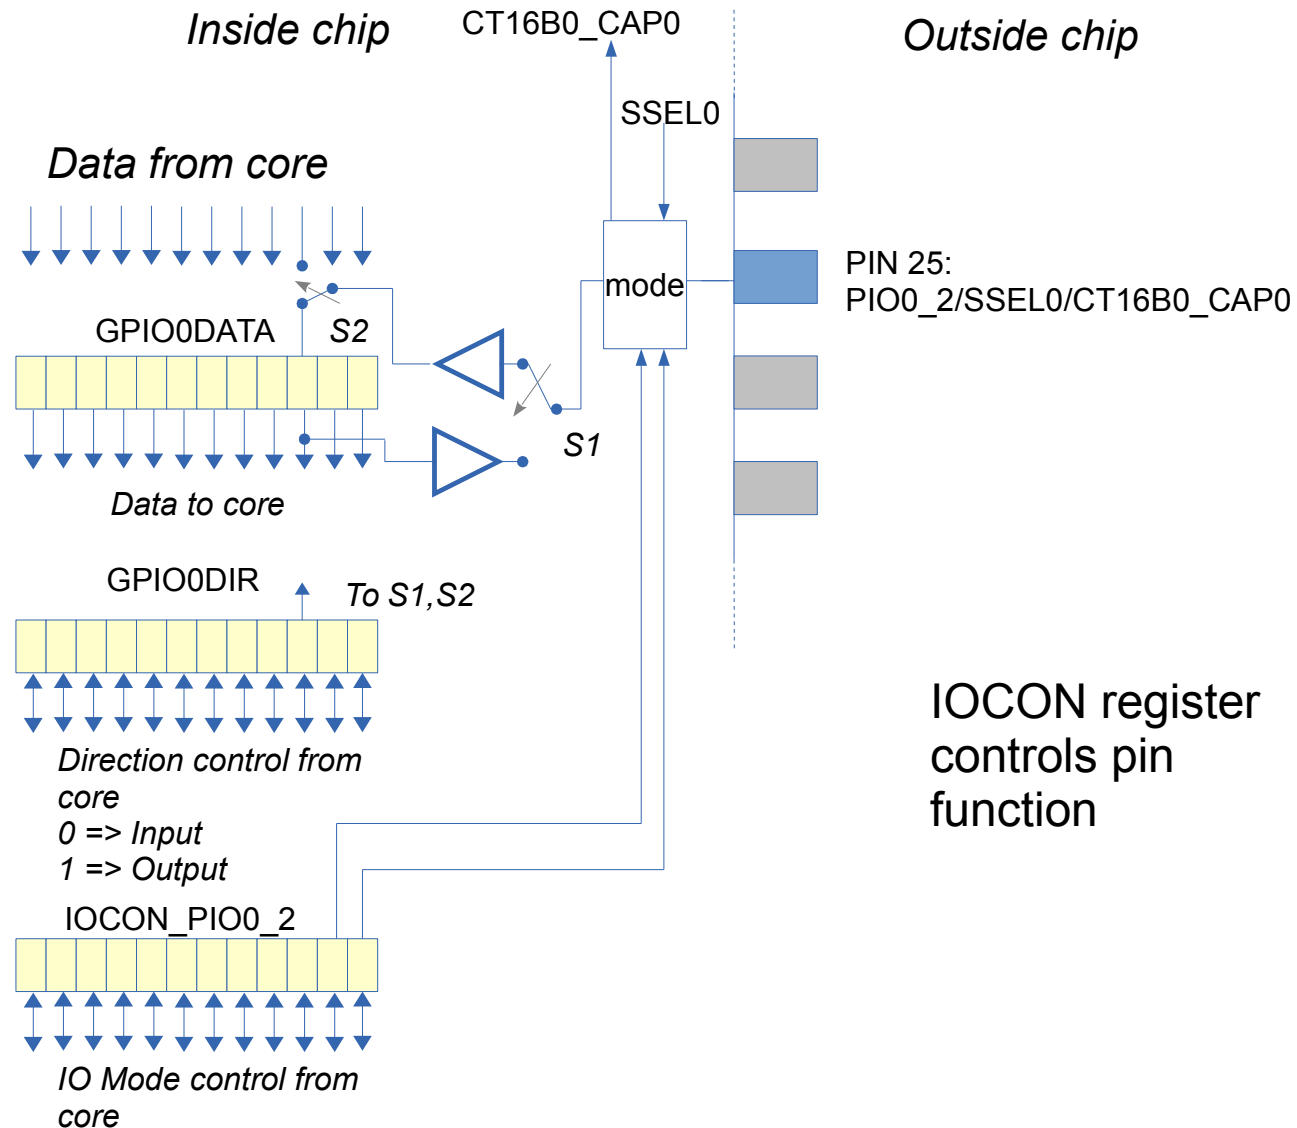 Inside chip
CT16B0_CAP0
Outside chip
SSEL0
Data from core
mode
PIN 25:
PIO0_2/SSEL0/CT16B0_CAP0
GPIO0DATA
S2
S1
Data to core
GPIO0DIR
To S1,S2
IOCON register
controls pin
function
Direction control from
core
0 => Input
1 => Output
IOCON_PIO0_2
IO Mode control from
core